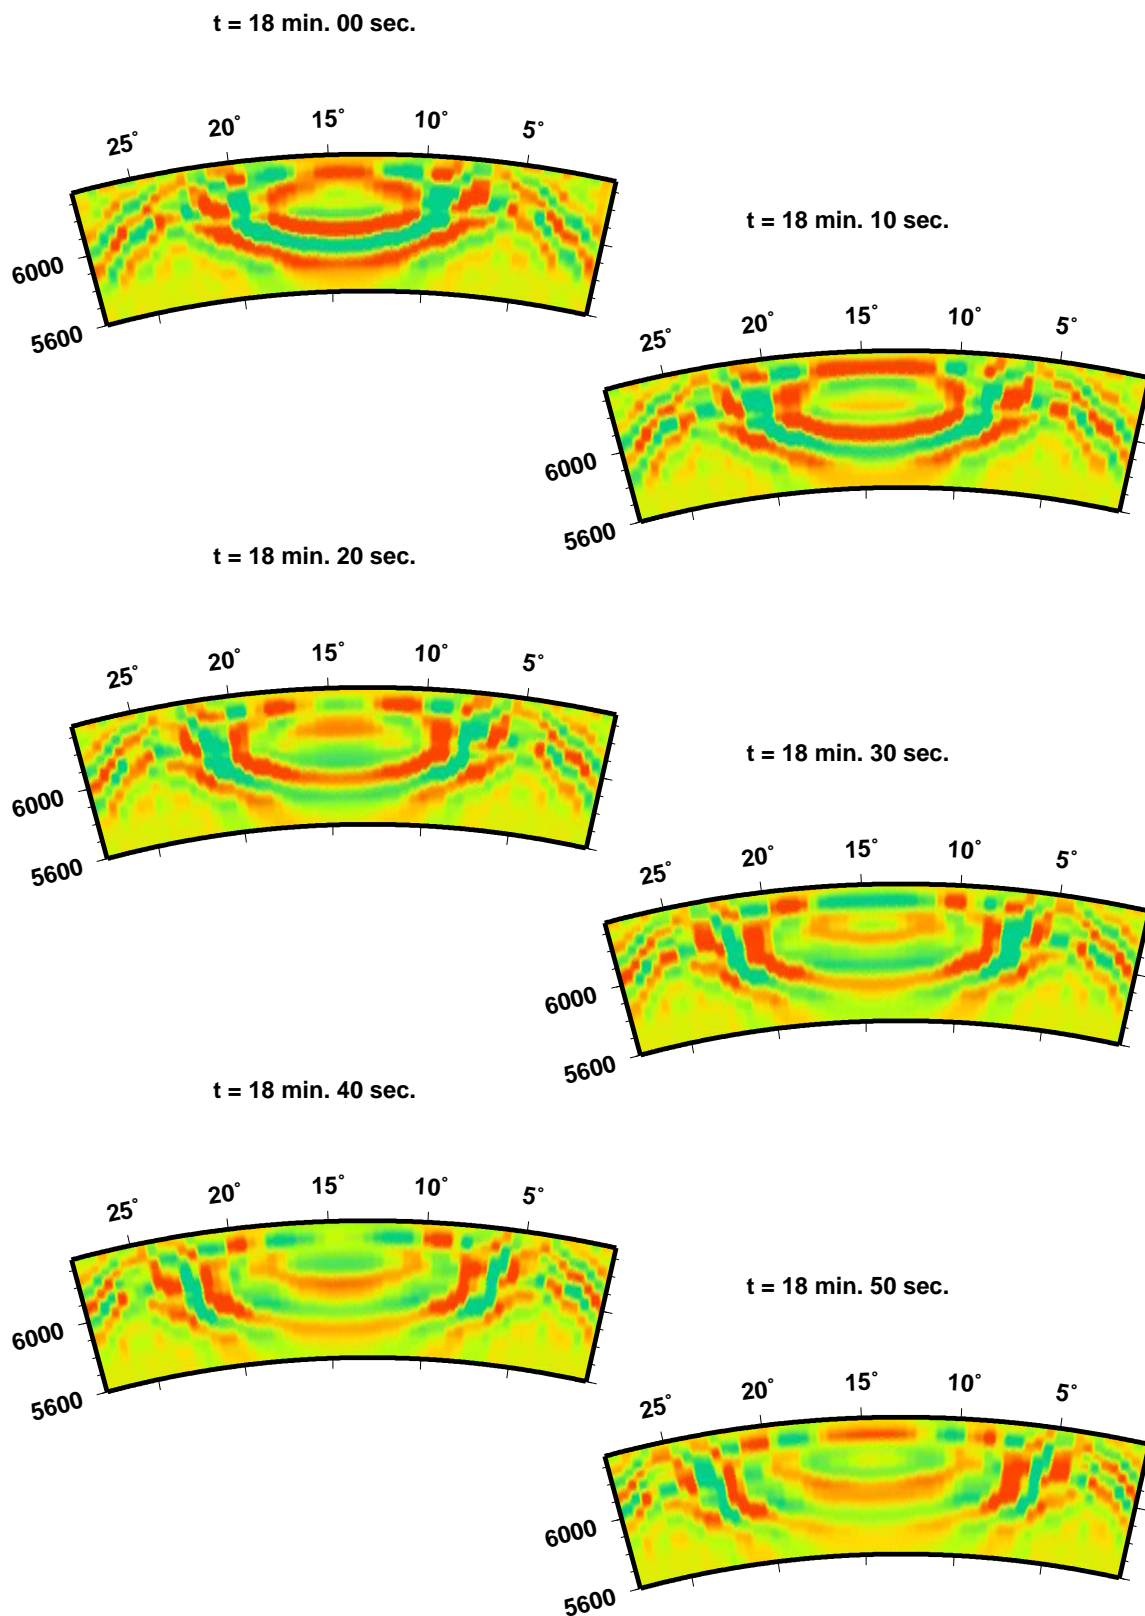 t = 18 min. 00 sec.
25° 20° 15° 10° 5°
6000
5600
t = 18 min. 10 sec.
25° 20° 15° 10° 5°
6000
5600
t = 18 min. 20 sec.
25° 20° 15° 10° 5°
6000
5600
t = 18 min. 30 sec.
25° 20° 15° 10° 5°
6000
5600
t = 18 min. 40 sec.
25° 20° 15° 10° 5°
6000
5600
t = 18 min. 50 sec.
25° 20° 15° 10° 5°
6000
5600